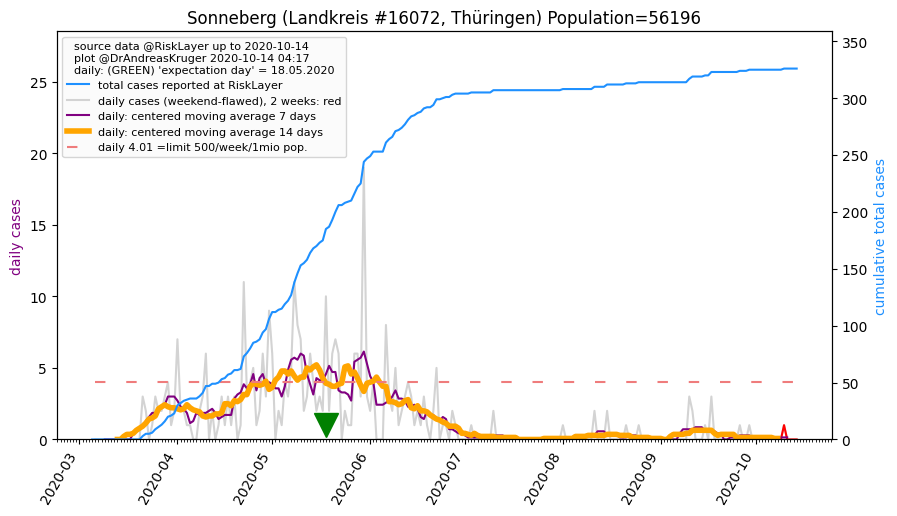 Sonneberg (Landkreis #16072, Thüringen) Population=56196
source data @RiskLayer up to 2020-10-14
plot @DrAndreasKruger 2020-10-14 04:17
daily: (GREEN) 'expectation day' = 18.05.2020
total cases reported at RiskLayer
daily cases (weekend-flawed), 2 weeks: red
daily: centered moving average 7 days
daily: centered moving average 14 days
daily 4.01 =limit 500/week/1mio pop.
daily cases
25
20
15
10
5
0
cumulative total cases
350
300
250
200
150
100
50
0
2020-03
2020-04
2020-05
2020-06
2020-07
2020-08
2020-09
2020-10